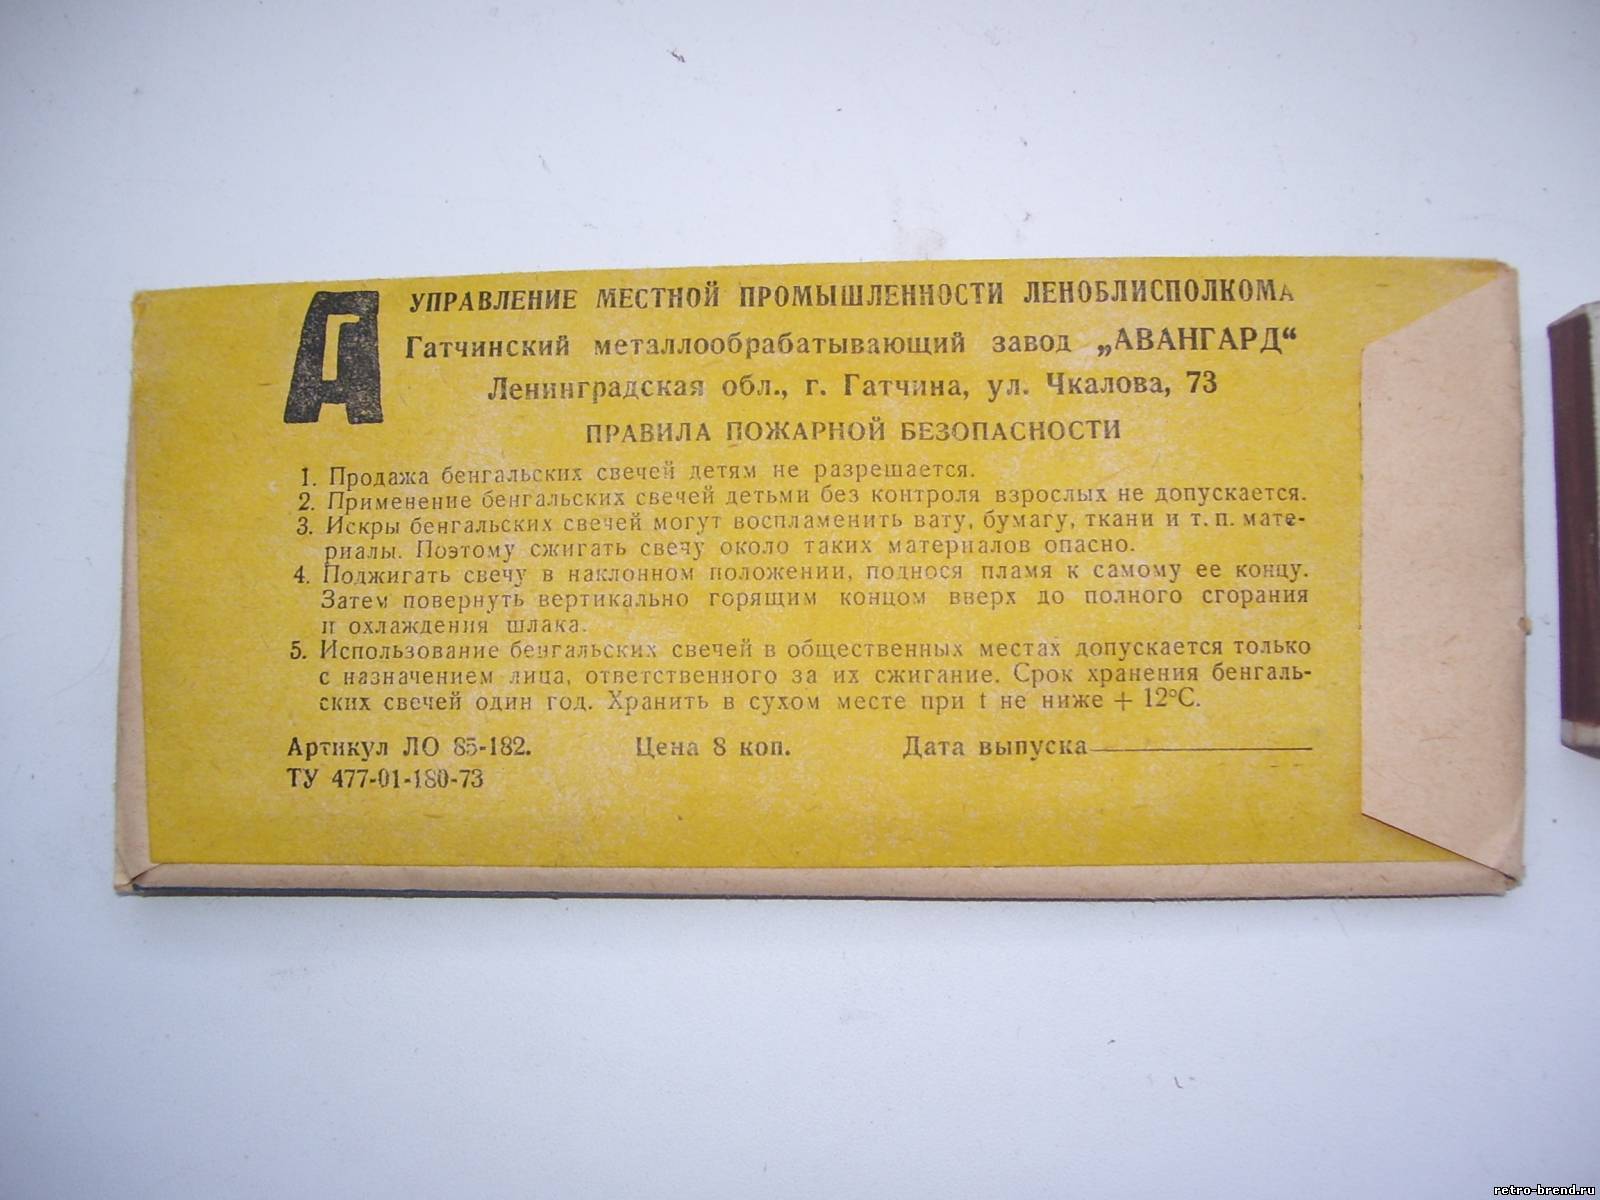 АГ
УПРАВЛЕНИЕ МЕСТНОЙ ПРОМЫШЛЕННОСТИ ЛЕНОБЛИСПОЛКОМА
Гатчинский металлообрабатывающий завод „АВАНГАРД“
Ленинградская обл., г. Гатчина, ул. Чкалова, 73
ПРАВИЛА ПОЖАРНОЙ БЕЗОПАСНОСТИ
1. Продажа бенгальских свечей детям не разрешается.
2. Применение бенгальских свечей детьми без контроля взрослых не допускается.
3. Искры бенгальских свечей могут воспламенить вату, бумагу, ткани и т. п. мате-
риалы. Поэтому сжигать свечу около таких материалов опасно.
4. Поджигать свечу в наклонном положении, поднося пламя к самому ее концу.
Затем повернуть вертикально горящим концом вверх до полного сгорания
и охлаждения шлака.
5. Использование бенгальских свечей в общественных местах допускается только
с назначением лица, ответственного за их сжигание. Срок хранения бенгаль-
ских свечей один год. Хранить в сухом месте при t не ниже + 12°С.
Артикул ЛО 85-182. Цена 8 коп. Дата выпуска
ТУ 477-01-180-73
retro-brend.ru